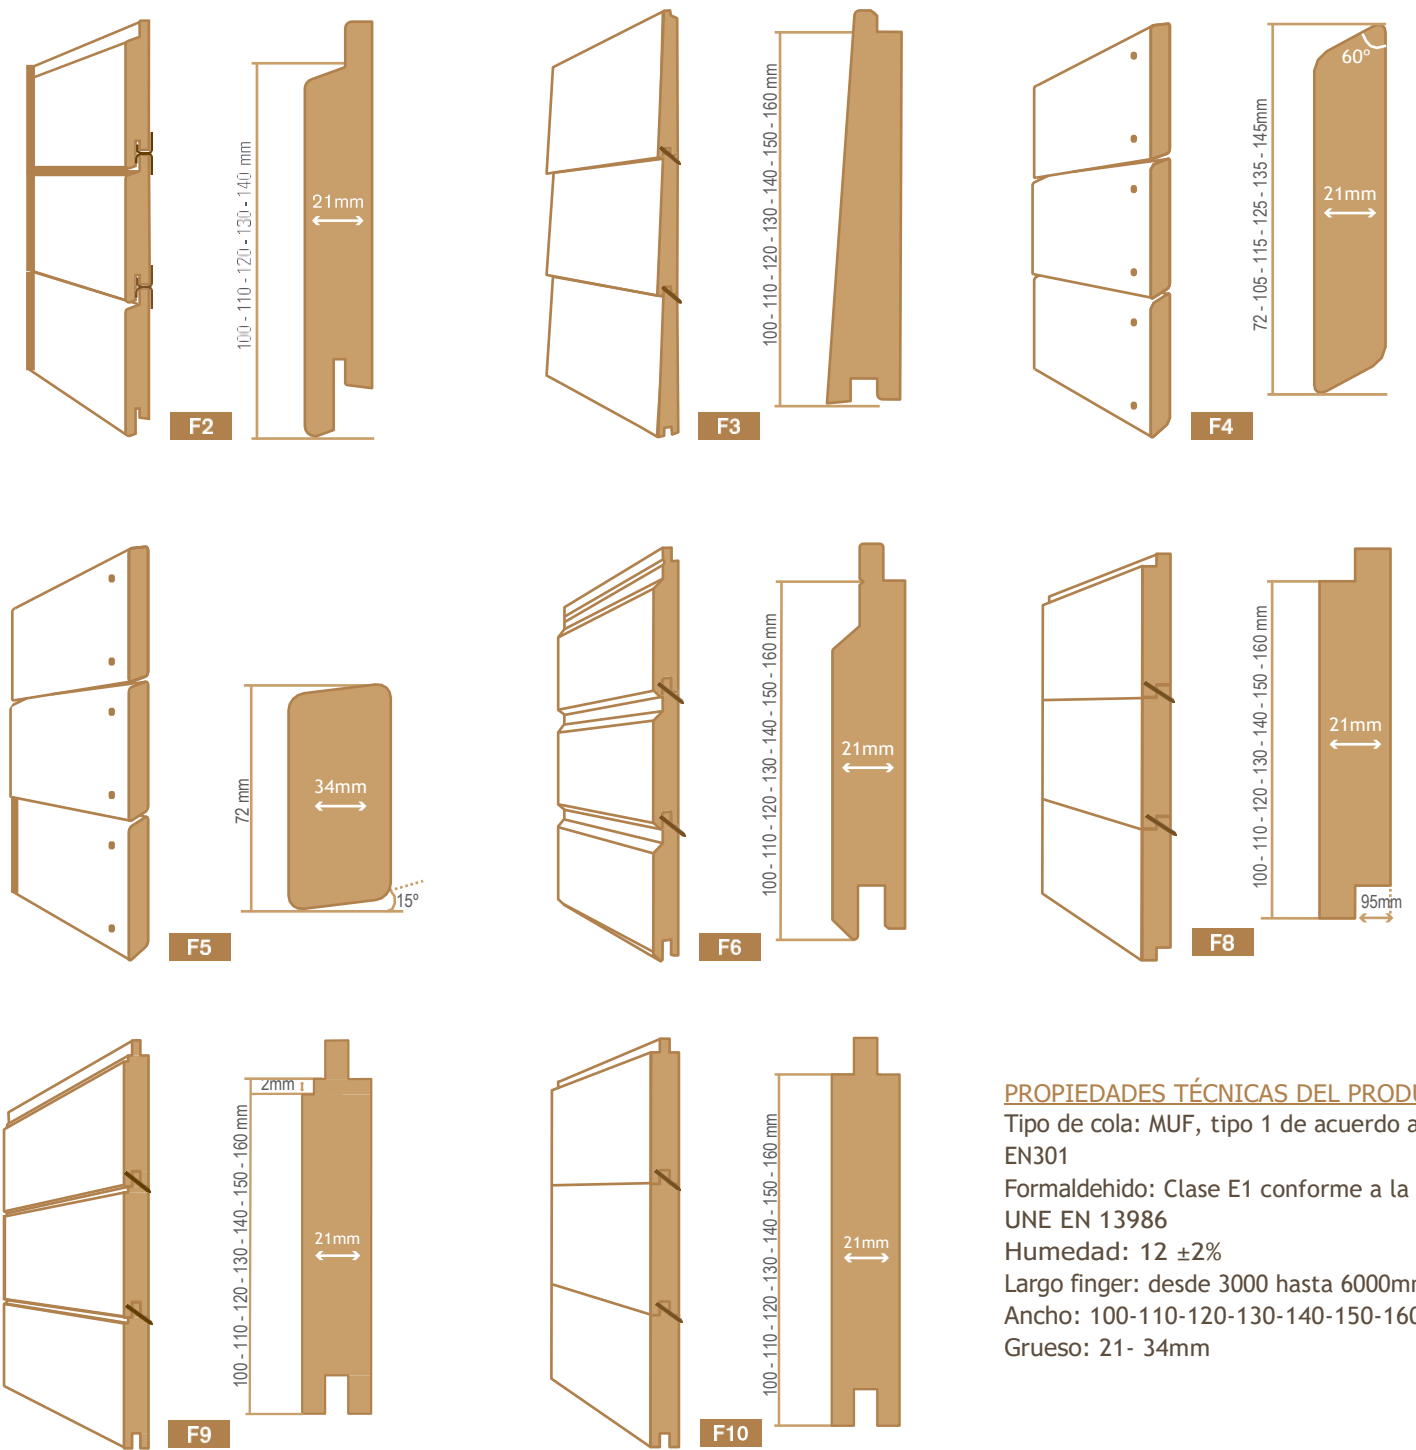 100 - 110 - 120 - 130 - 140 mm
21mm
F2
100 - 110 - 120 - 130 - 140 - 150 - 160 mm
F3
72 - 105 - 115 - 125 - 135 - 145mm
60º
21mm
F4
72 mm
34mm
15º
F5
100 - 110 - 120 - 130 - 140 - 150 - 160 mm
21mm
F6
100 - 110 - 120 - 130 - 140 - 150 - 160 mm
21mm
95mm
F8
2mm
100 - 110 - 120 - 130 - 140 - 150 - 160 mm
21mm
F9
100 - 110 - 120 - 130 - 140 - 150 - 160 mm
21mm
F10
PROPIEDADES TÉCNICAS DEL PRODU
Tipo de cola: MUF, tipo 1 de acuerdo a
EN301
Formaldehido: Clase E1 conforme a la
UNE EN 13986
Humedad: 12 ±2%
Largo finger: desde 3000 hasta 6000m
Ancho: 100-110-120-130-140-150-160
Grueso: 21- 34mm